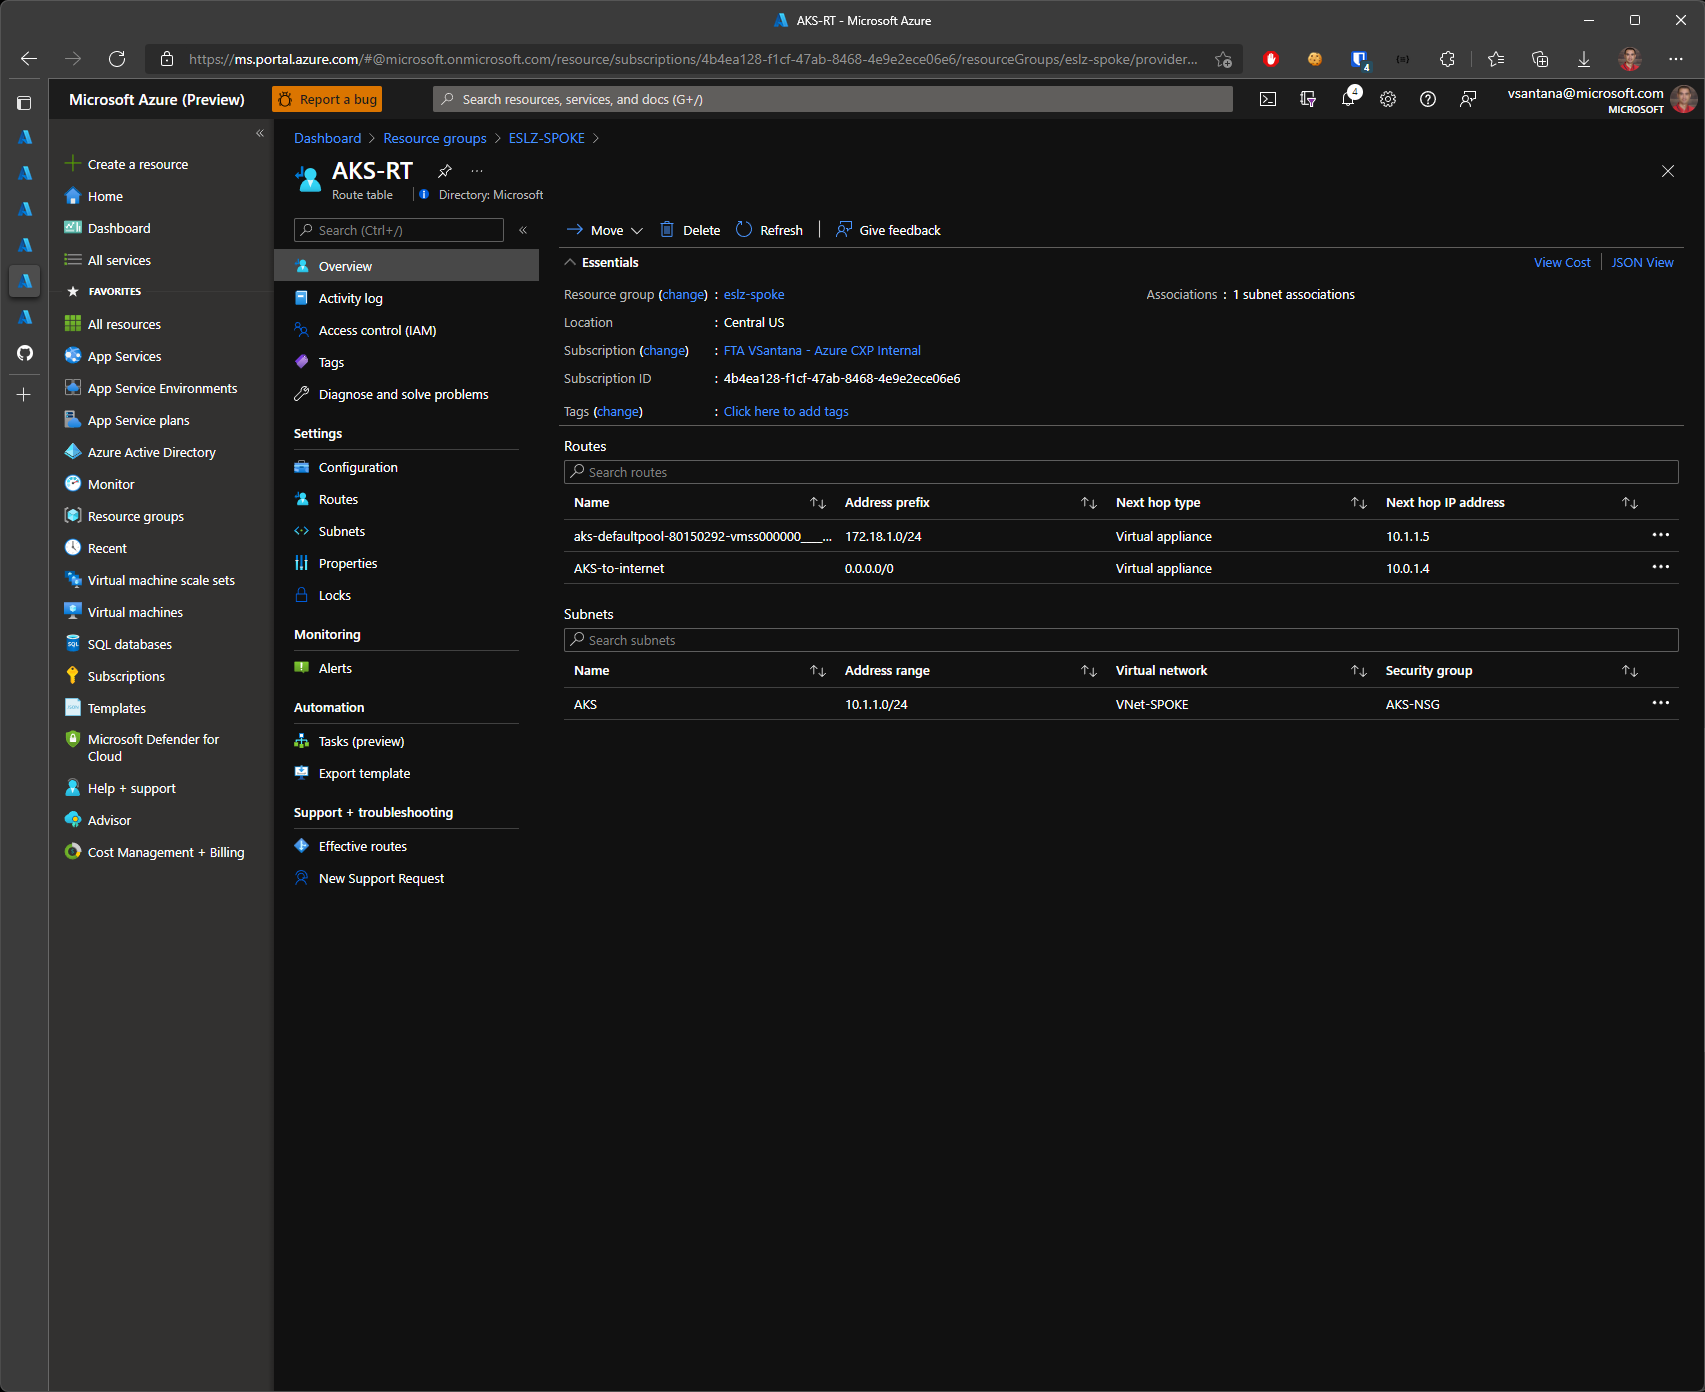 AKS-RT - Microsoft Azure
https://ms.portal.azure.com/#@microsoft.onmicrosoft.com/resource/subscriptions/4b4ea128-f1cf-47ab-8468-4e9e2ece06e6/resourceGroups/eslz-spoke/provider...
4
Microsoft Azure (Preview)
Report a bug
Search resources, services, and docs (G+/)
4
vsantana@microsoft.com
MICROSOFT
Create a resource
Home
Dashboard
All services
FAVORITES
All resources
App Services
App Service Environments
App Service plans
Azure Active Directory
Monitor
Resource groups
Recent
Virtual machine scale sets
Virtual machines
SQL databases
Subscriptions
Templates
Microsoft Defender for
Cloud
Help + support
Advisor
Cost Management + Billing
Dashboard > Resource groups > ESLZ-SPOKE >
AKS-RT
Route table
Directory: Microsoft
Search (Ctrl+/)
Overview
Activity log
Access control (IAM)
Tags
Diagnose and solve problems
Settings
Configuration
Routes
Subnets
Properties
Locks
Monitoring
Alerts
Automation
Tasks (preview)
Export template
Support + troubleshooting
Effective routes
New Support Request
Move
Delete
Refresh
Give feedback
Essentials
View Cost
JSON View
Resource group (change) : eslz-spoke
Associations : 1 subnet associations
Location : Central US
Subscription (change) : FTA VSantana - Azure CXP Internal
Subscription ID : 4b4ea128-f1cf-47ab-8468-4e9e2ece06e6
Tags (change) : Click here to add tags
Routes
Search routes
Name Address prefix Next hop type Next hop IP address
aks-defaultpool-80150292-vmss000000___... 172.18.1.0/24 Virtual appliance 10.1.1.5
AKS-to-internet 0.0.0.0/0 Virtual appliance 10.0.1.4
Subnets
Search subnets
Name Address range Virtual network Security group
AKS 10.1.1.0/24 VNet-SPOKE AKS-NSG